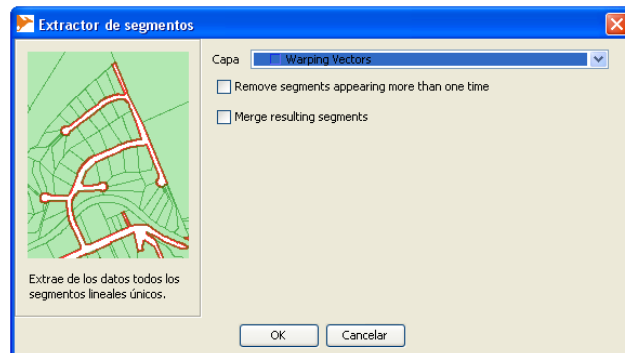 Extractor de segmentos
Capa Warping Vectors
Remove segments appearing more than one time
Merge resulting segments
Extrae de los datos todos los
segmentos lineales únicos.
OK Cancelar